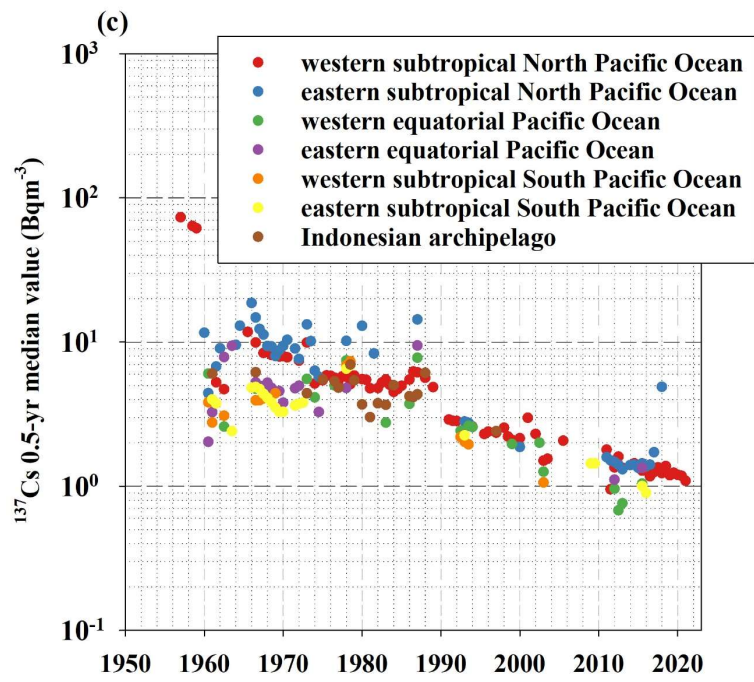 (c)
10³
10²
10¹
10⁰
10⁻¹
¹³⁷Cs 0.5-yr median value (Bqm⁻³)
western subtropical North Pacific Ocean
eastern subtropical North Pacific Ocean
western equatorial Pacific Ocean
eastern equatorial Pacific Ocean
western subtropical South Pacific Ocean
eastern subtropical South Pacific Ocean
Indonesian archipelago
1950 1960 1970 1980 1990 2000 2010 2020